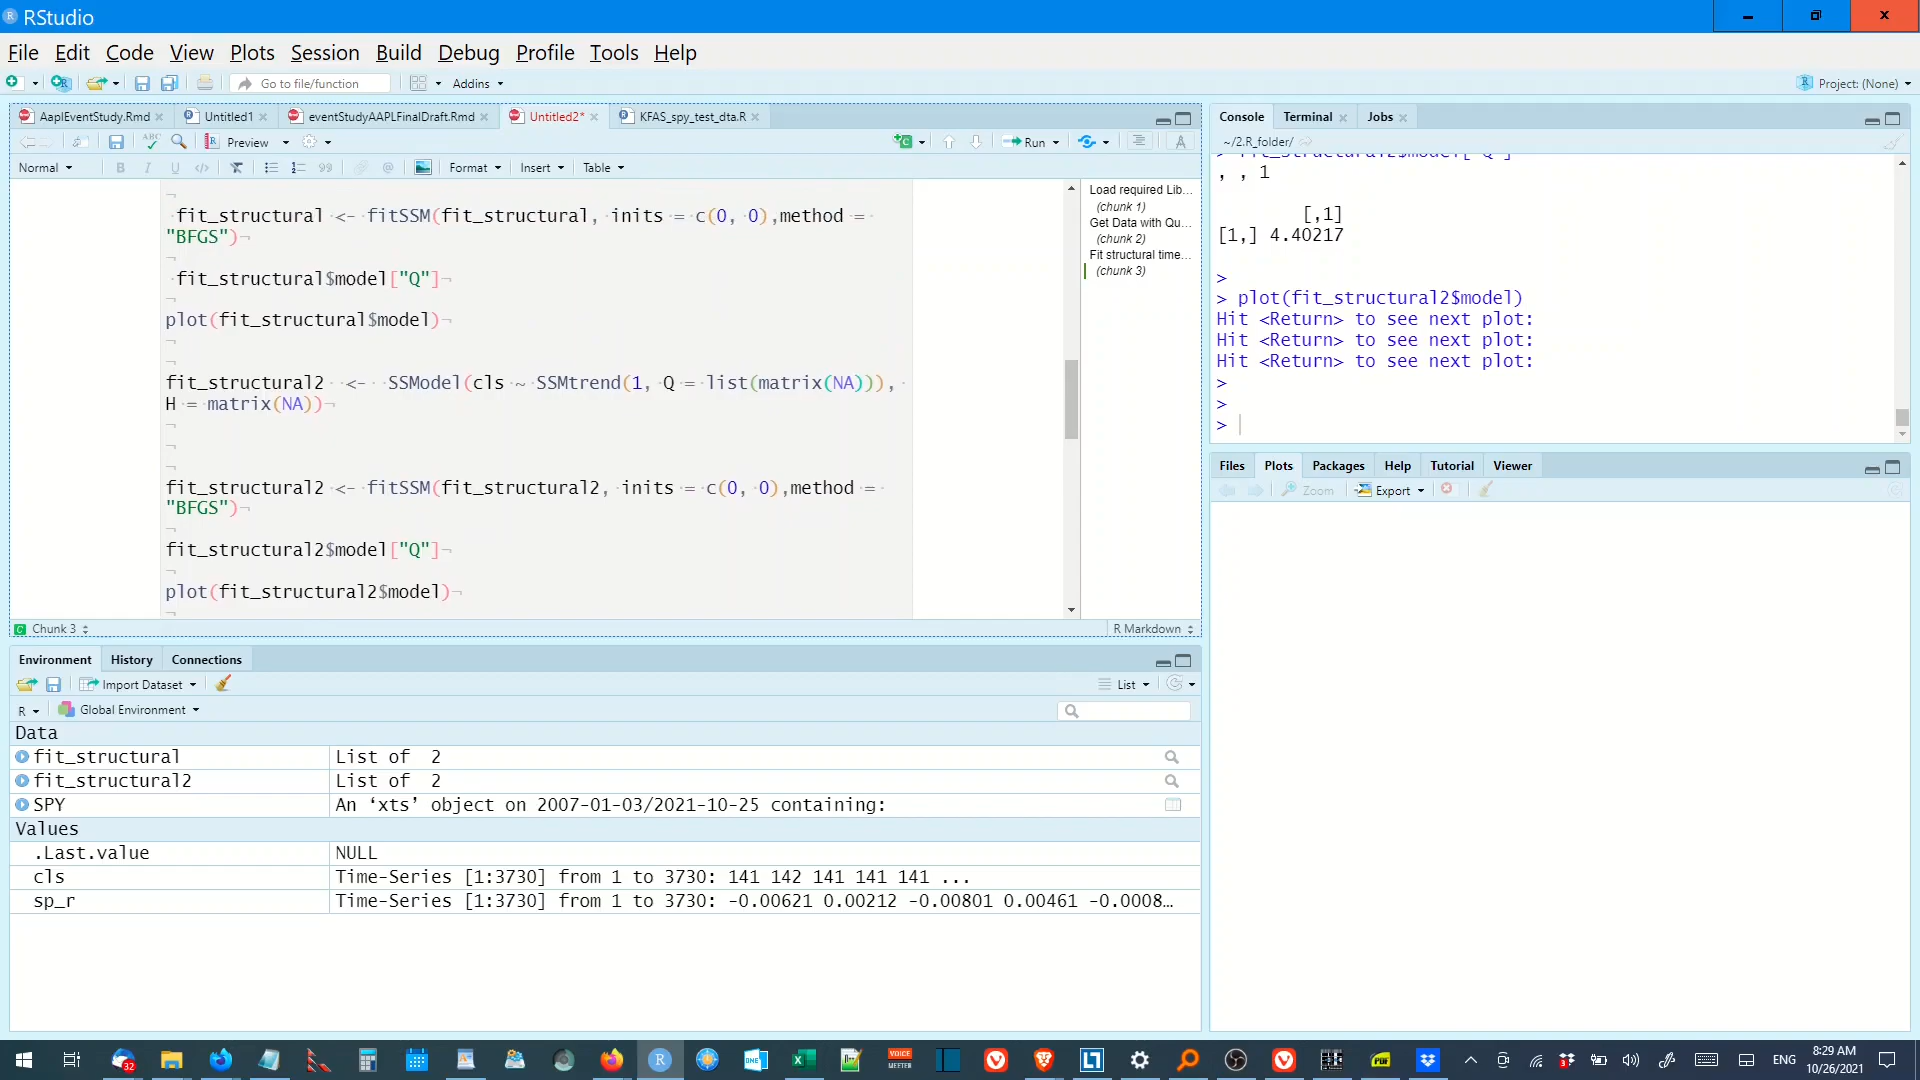 RStudio
File Edit Code View Plots Session Build Debug Profile Tools Help
Go to file/function Addins Project: (None)
AaplEventStudy.Rmd Untitled1 eventStudyAAPLFinalDraft.Rmd Untitled2* KFAS_spy_test_dta.R
ABC Preview Run
Normal B I U Format Insert Table
fit_structural <- fitSSM(fit_structural, inits = c(0, 0),method =
"BFGS")
fit_structural$model["Q"]
plot(fit_structural$model)
fit_structural2 <- SSModel(cls ~ SSMtrend(1, Q = list(matrix(NA))),
H = matrix(NA))
fit_structural2 <- fitSSM(fit_structural2, inits = c(0, 0),method =
"BFGS")
fit_structural2$model["Q"]
plot(fit_structural2$model)
Load required Lib...
(chunk 1)
Get Data with Qu...
(chunk 2)
Fit structural time...
(chunk 3)
Chunk 3 R Markdown
Environment History Connections
Import Dataset List
R Global Environment
Data
fit_structural List of 2
fit_structural2 List of 2
SPY An ‘xts’ object on 2007-01-03/2021-10-25 containing:
Values
.Last.value NULL
cls Time-Series [1:3730] from 1 to 3730: 141 142 141 141 141 ...
sp_r Time-Series [1:3730] from 1 to 3730: -0.00621 0.00212 -0.00801 0.00461 -0.0008…
Console Terminal Jobs
~/2.R_folder/
> fit_structural2$model["Q"]
, , 1
[,1]
[1,] 4.40217
>
> plot(fit_structural2$model)
Hit <Return> to see next plot:
Hit <Return> to see next plot:
Hit <Return> to see next plot:
>
>
>
Files Plots Packages Help Tutorial Viewer
Zoom Export
32 VOICE MEETER PDF 3 ENG 8:29 AM
10/26/2021